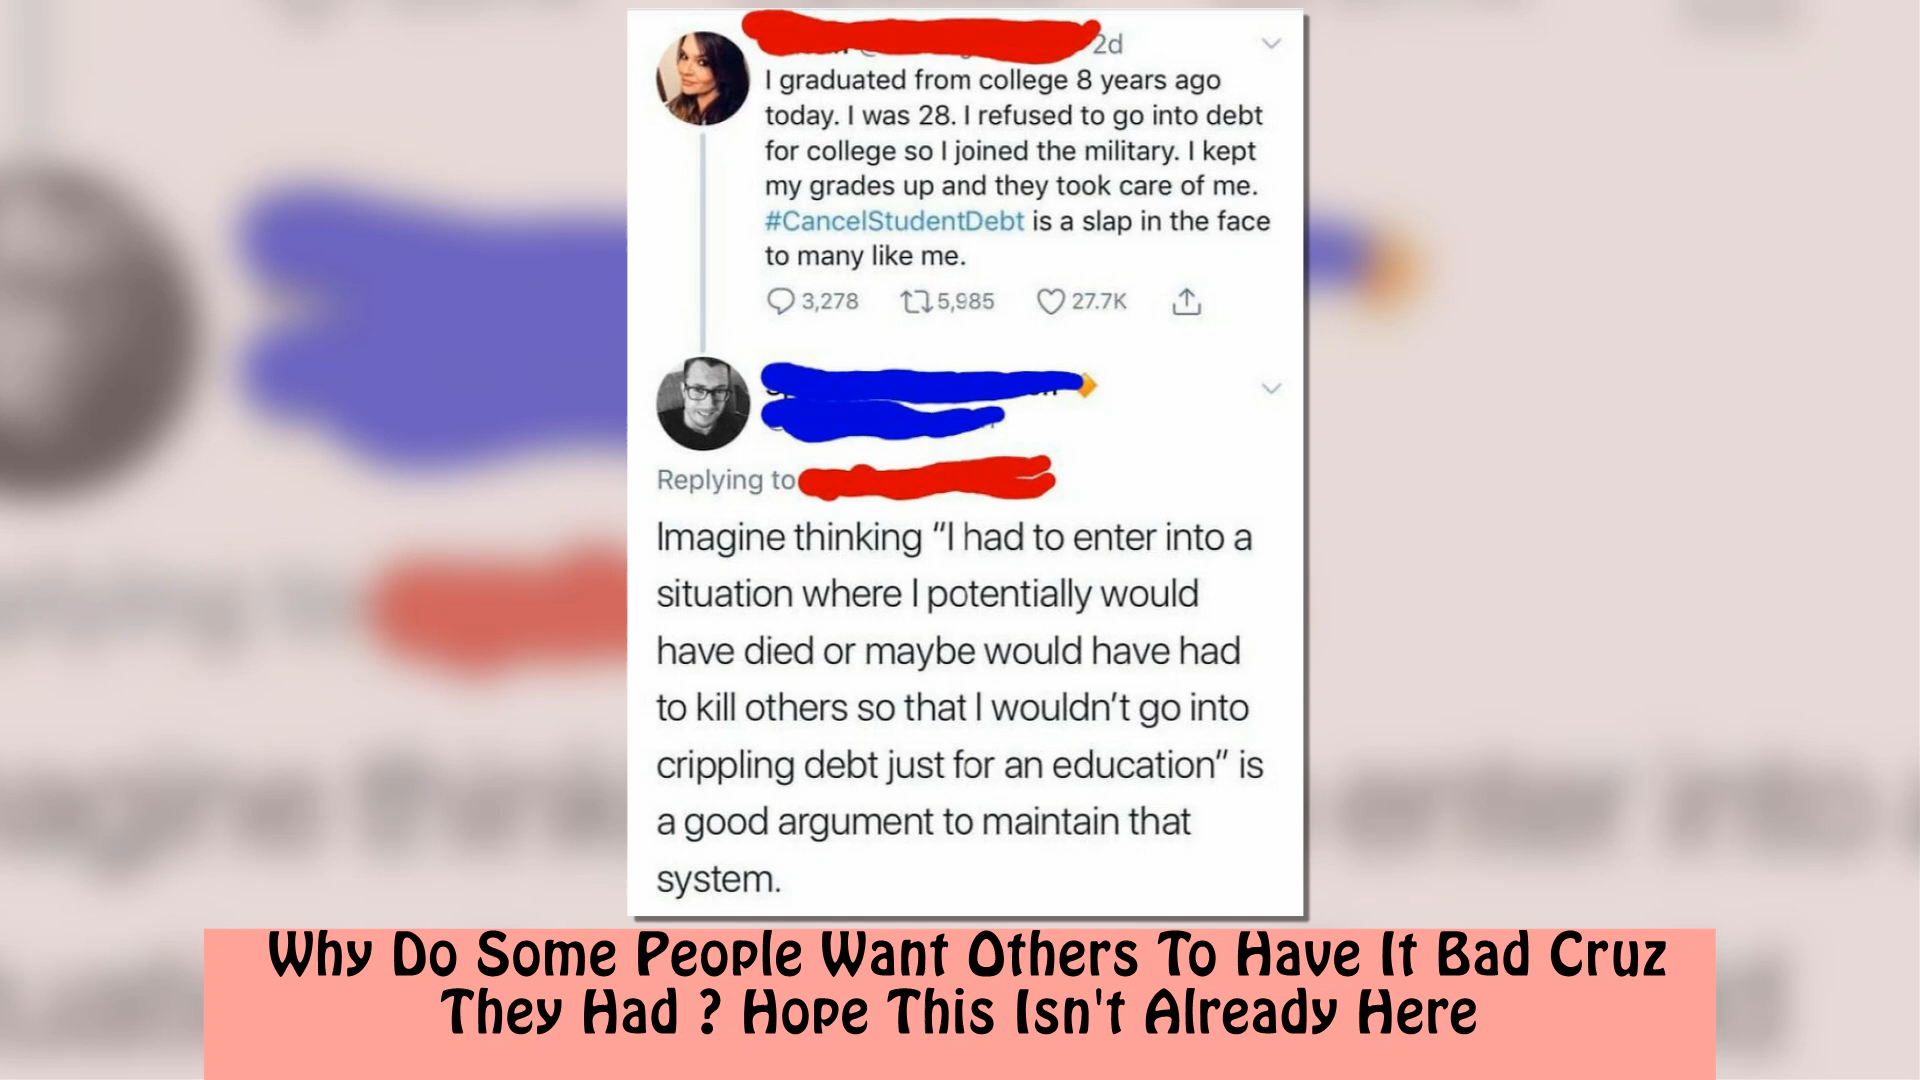 2d
I graduated from college 8 years ago
today. I was 28. I refused to go into debt
for college so I joined the military. I kept
my grades up and they took care of me.
#CancelStudentDebt is a slap in the face
to many like me.
3,278 5,985 27.7K
Replying to
Imagine thinking “I had to enter into a
situation where I potentially would
have died or maybe would have had
to kill others so that I wouldn’t go into
crippling debt just for an education” is
a good argument to maintain that
system.
Why Do Some People Want Others To Have It Bad Cruz
They Had ? Hope This Isn't Already Here